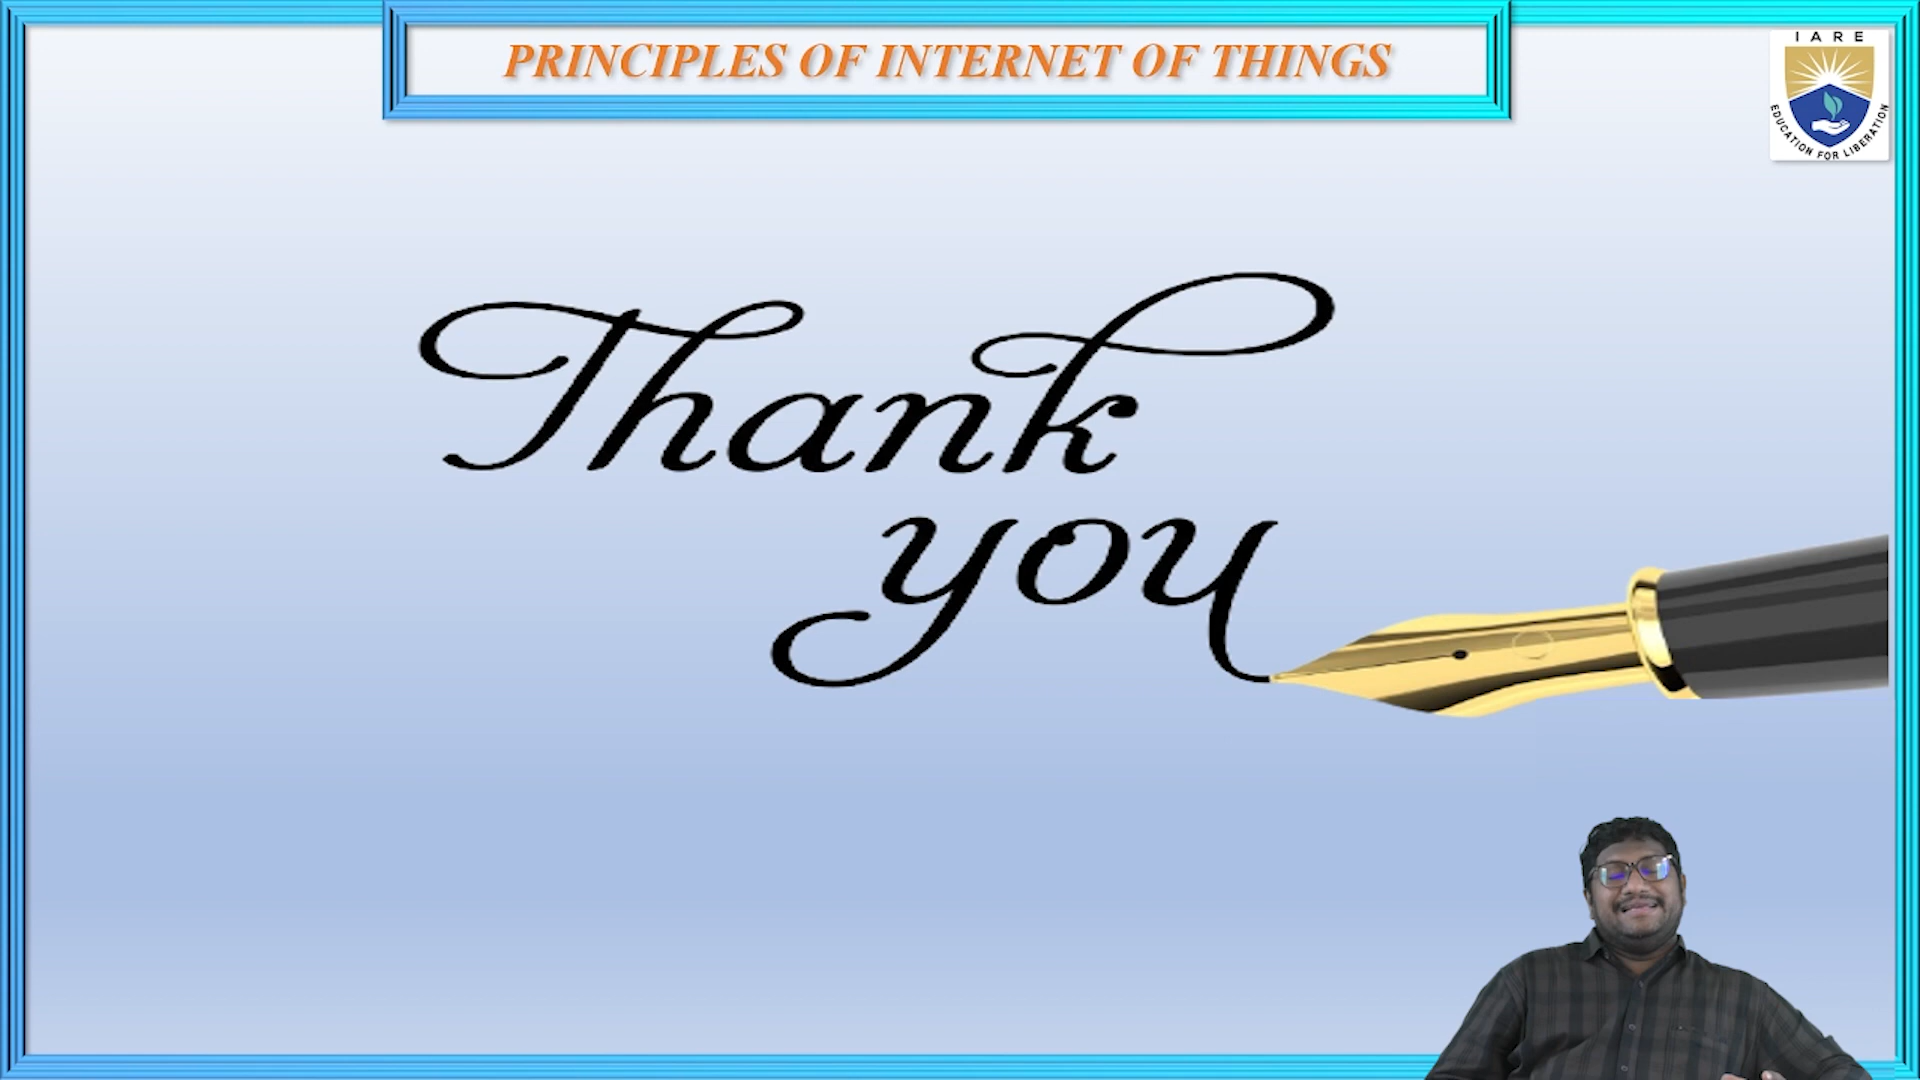 PRINCIPLES OF INTERNET OF THINGS
IARE
EDUCATION FOR LIBERATION
Thank
you